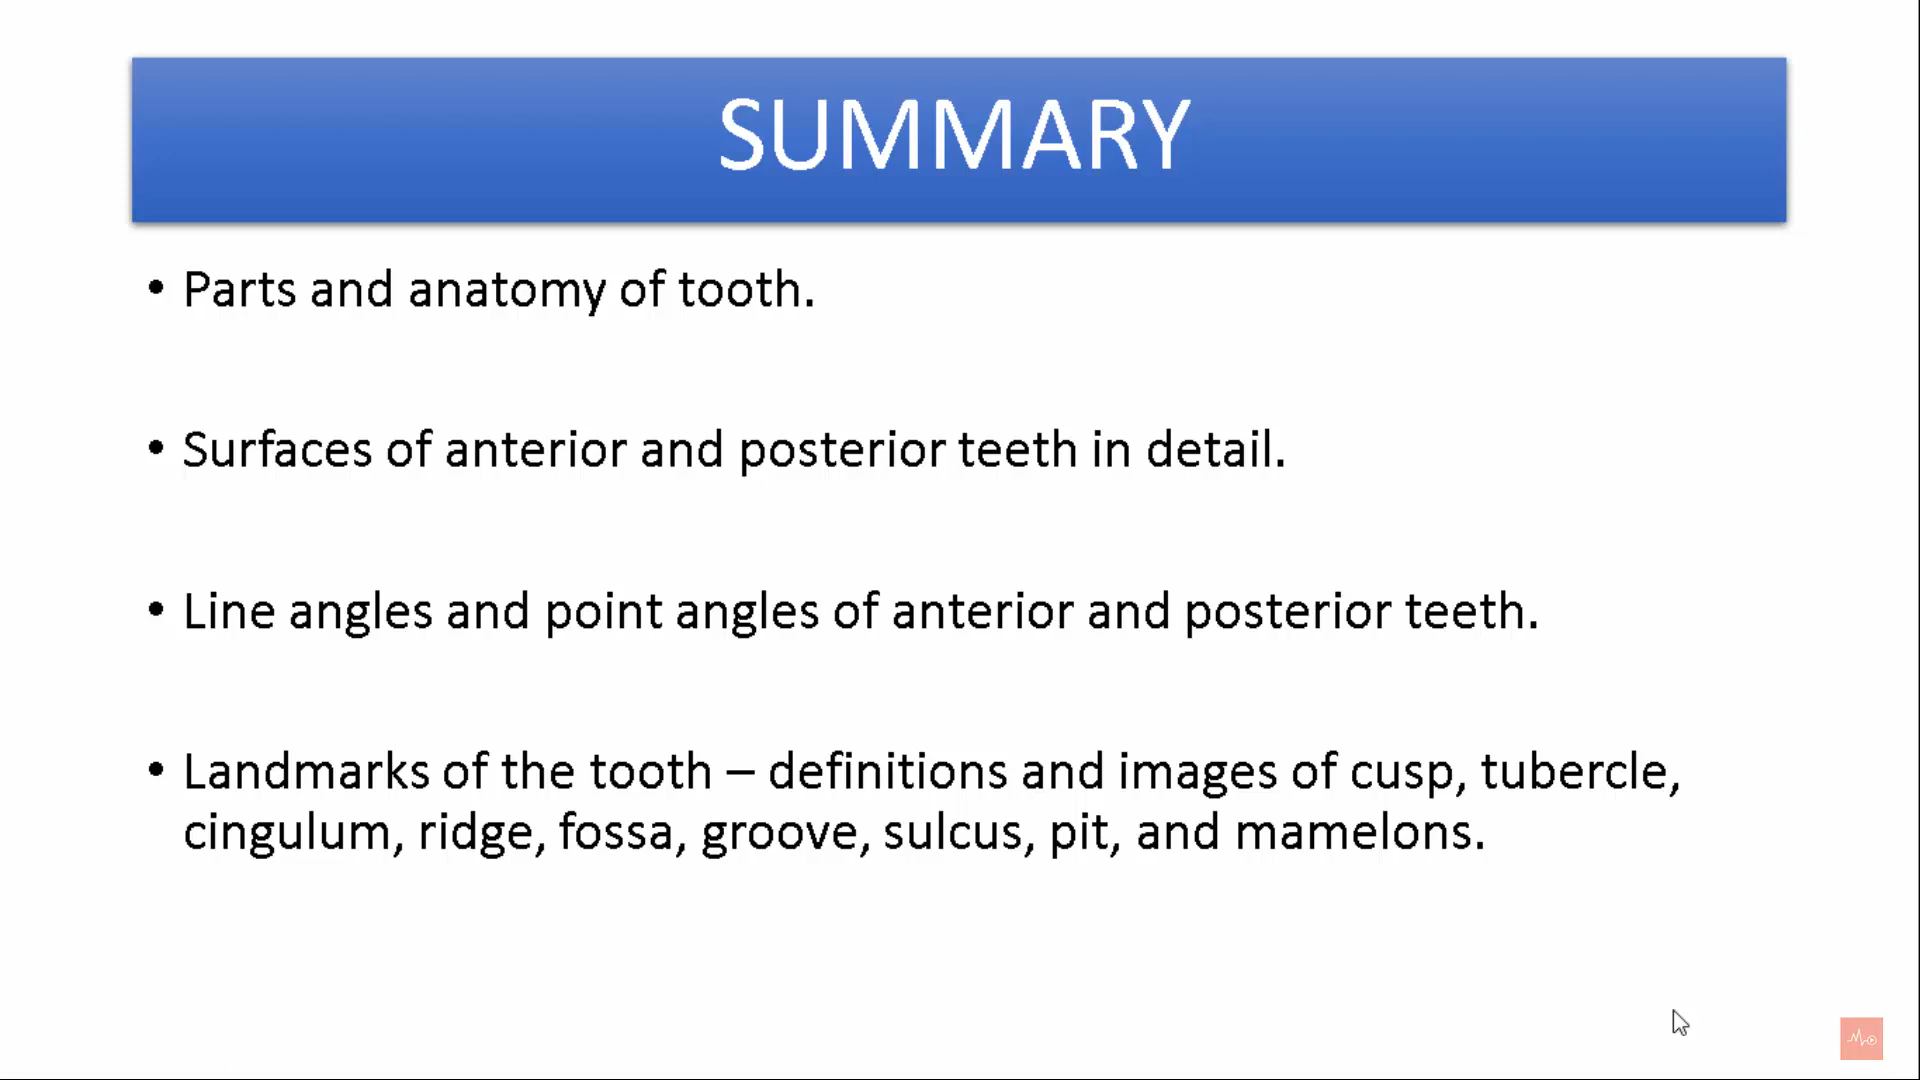 SUMMARY
• Parts and anatomy of tooth.
• Surfaces of anterior and posterior teeth in detail.
• Line angles and point angles of anterior and posterior teeth.
• Landmarks of the tooth – definitions and images of cusp, tubercle,
cingulum, ridge, fossa, groove, sulcus, pit, and mamelons.